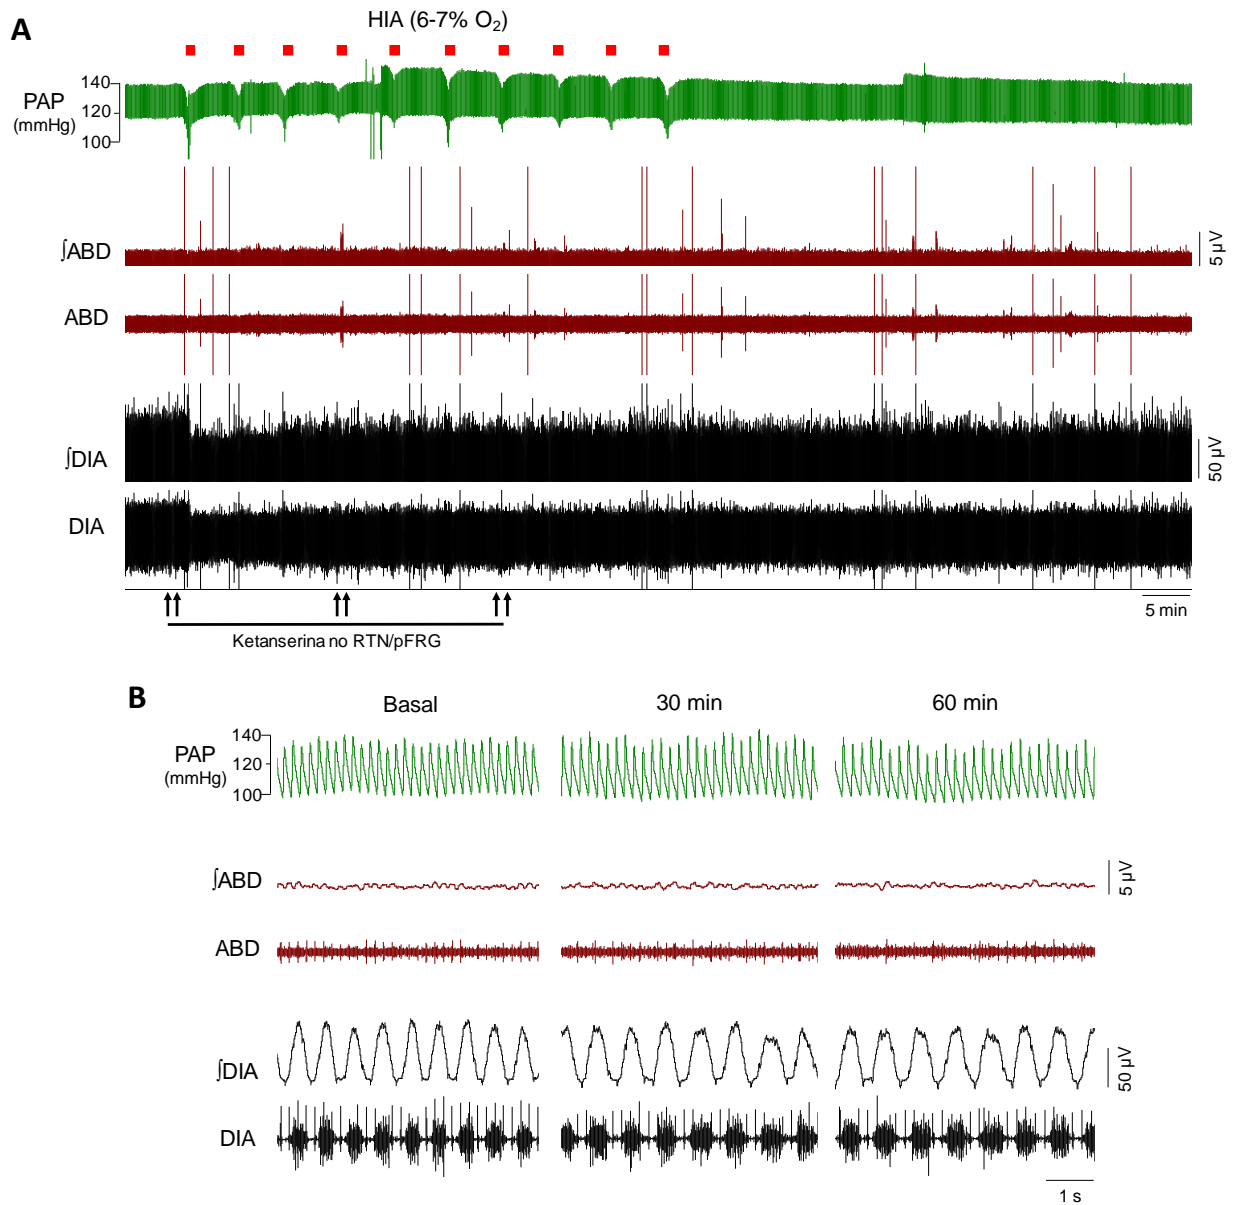 A
HIA (6-7% O₂)
140
120
100
PAP
(mmHg)
∫ABD
5 µV
ABD
∫DIA
50 µV
DIA
5 min
Ketanserina no RTN/pFRG
B
Basal
30 min
60 min
140
120
100
PAP
(mmHg)
∫ABD
5 µV
ABD
∫DIA
50 µV
DIA
1 s